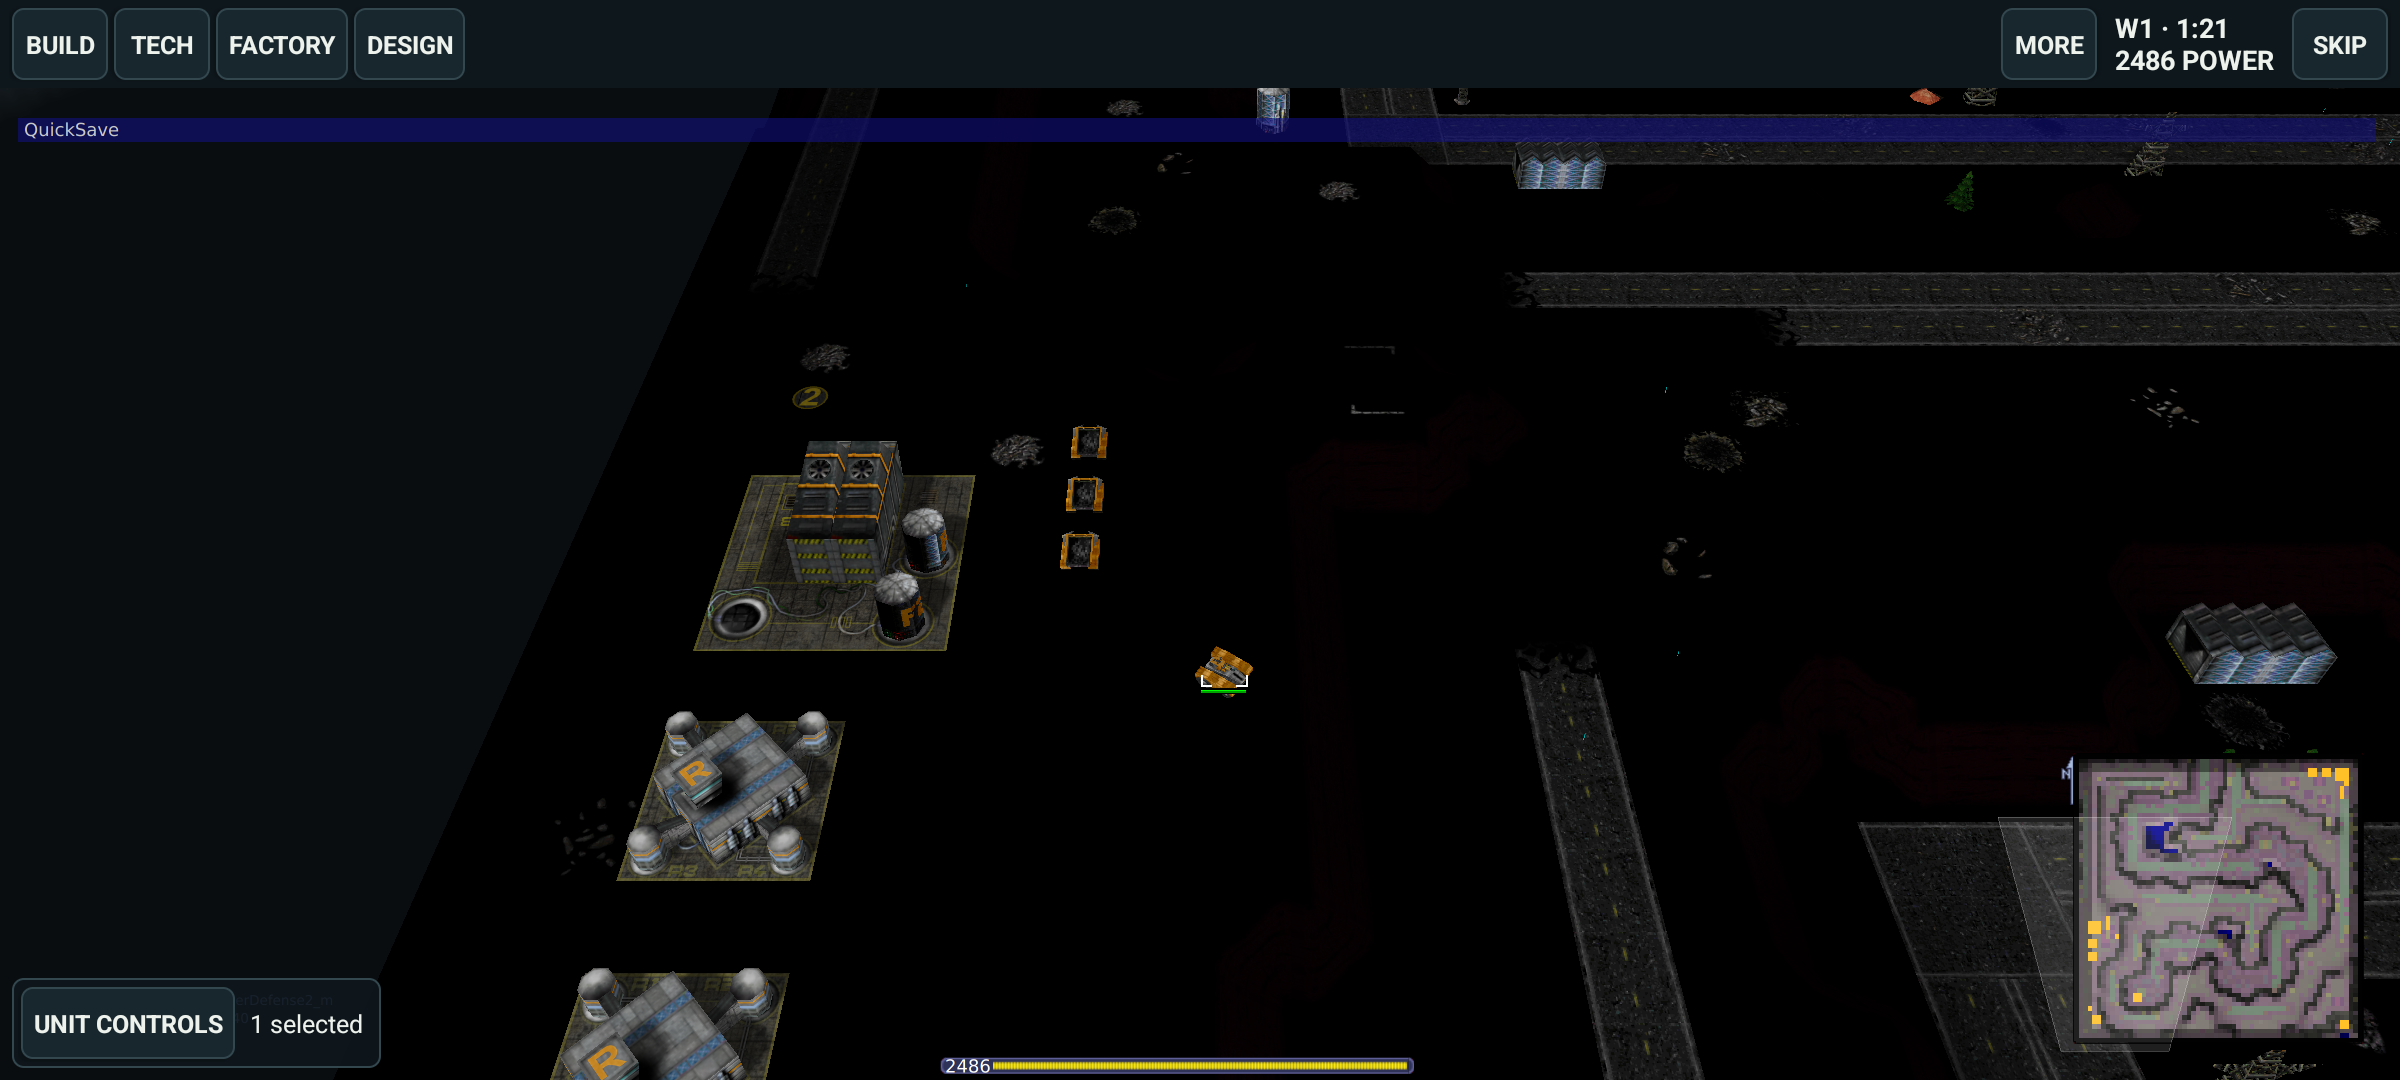 BUILD
TECH
FACTORY
DESIGN
MORE
W1 · 1:21
2486 POWER
SKIP
QuickSave
2
R
N
R
UNIT CONTROLS
1 selected
2486